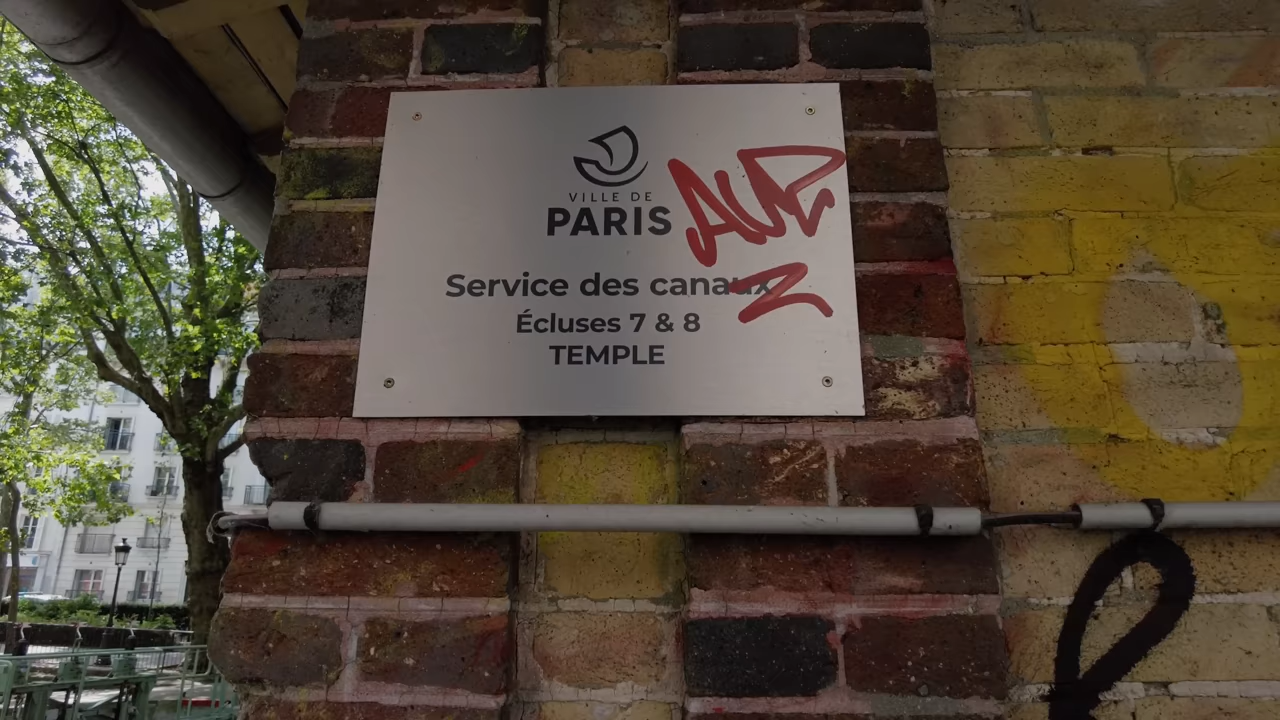 VILLE DE
PARIS
Service des canaux
Écluses 7 & 8
TEMPLE